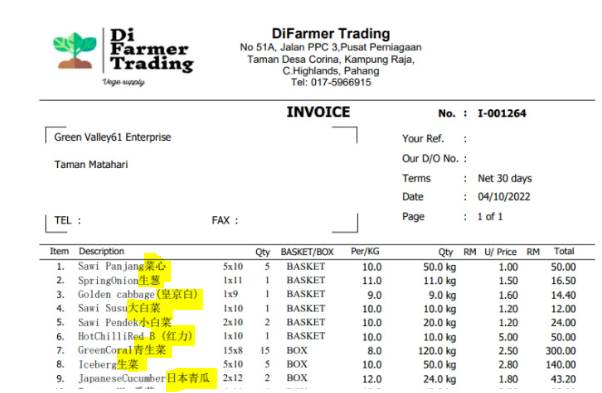 Di
Farmer
Trading
Vege supply
DiFarmer Trading
No 51A, Jalan PPC 3,Pusat Perniagaan
Taman Desa Corina, Kampung Raja,
C.Highlands, Pahang
Tel: 017-5966915
INVOICE No. : I-001264
Green Valley61 Enterprise
Taman Matahari
TEL : FAX :
Your Ref. :
Our D/O No. :
Terms : Net 30 days
Date : 04/10/2022
Page : 1 of 1
Item Description Qty BASKET/BOX Per/KG Qty RM U/ Price RM Total
1. Sawi Panjang菜心 5x10 5 BASKET 10.0 50.0 kg 1.00 50.00
2. SpringOnion生葱 1x11 1 BASKET 11.0 11.0 kg 1.50 16.50
3. Golden cabbage(皇京白) 1x9 1 BASKET 9.0 9.0 kg 1.60 14.40
4. Sawi Susu大白菜 1x10 1 BASKET 10.0 10.0 kg 1.20 12.00
5. Sawi Pendek小白菜 2x10 2 BASKET 10.0 20.0 kg 1.20 24.00
6. HotChilliRed B (红力) 1x10 1 BASKET 10.0 10.0 kg 5.00 50.00
7. GreenCoral青生菜 15x8 15 BOX 8.0 120.0 kg 2.50 300.00
8. Iceberg生菜 5x10 5 BOX 10.0 50.0 kg 2.80 140.00
9. JapaneseCucumber日本青瓜 2x12 2 BOX 12.0 24.0 kg 1.80 43.20